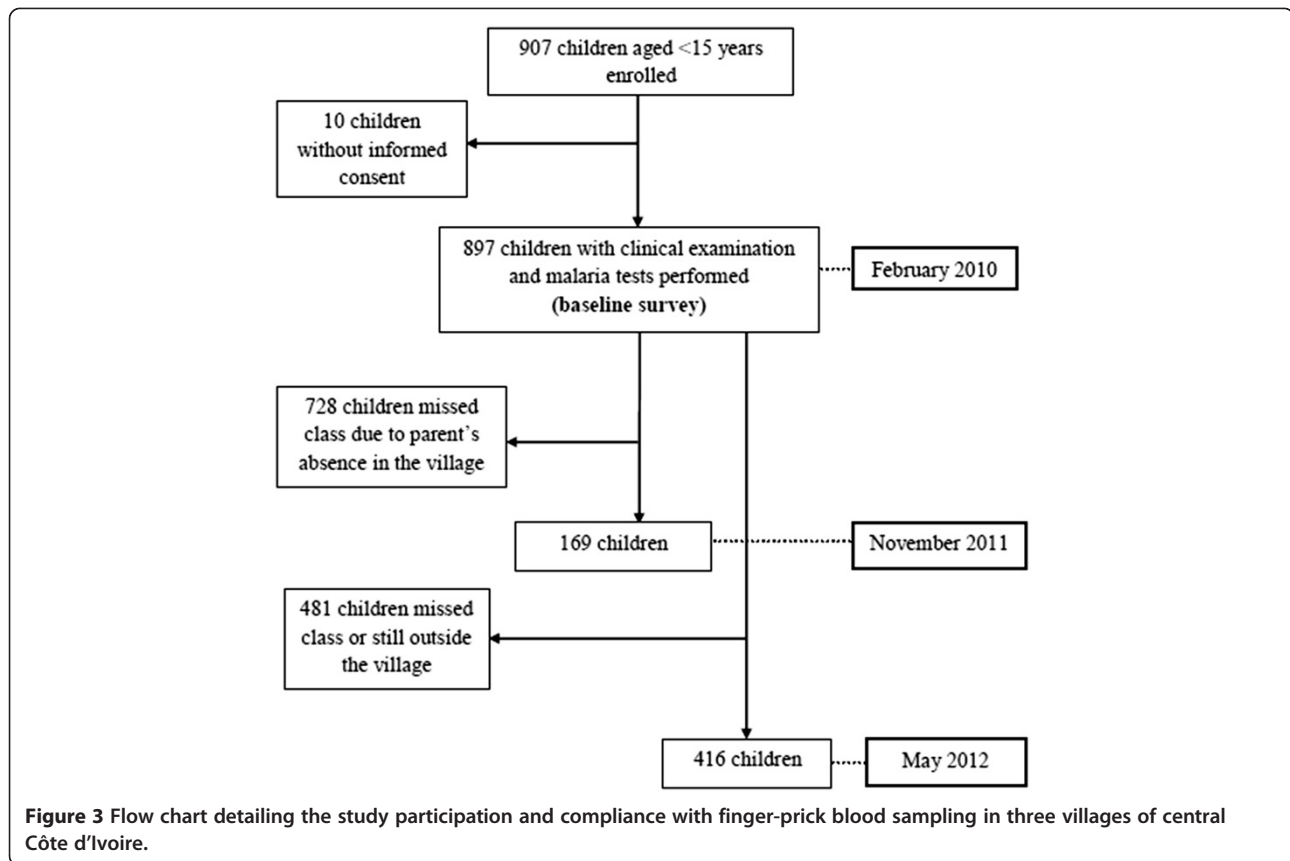 907 children aged <15 years
enrolled
10 children
without informed
consent
897 children with clinical examination
and malaria tests performed
(baseline survey)
February 2010
728 children missed
class due to parent's
absence in the village
169 children
November 2011
481 children missed
class or still outside
the village
416 children
May 2012
Figure 3 Flow chart detailing the study participation and compliance with finger-prick blood sampling in three villages of central
Côte d'Ivoire.